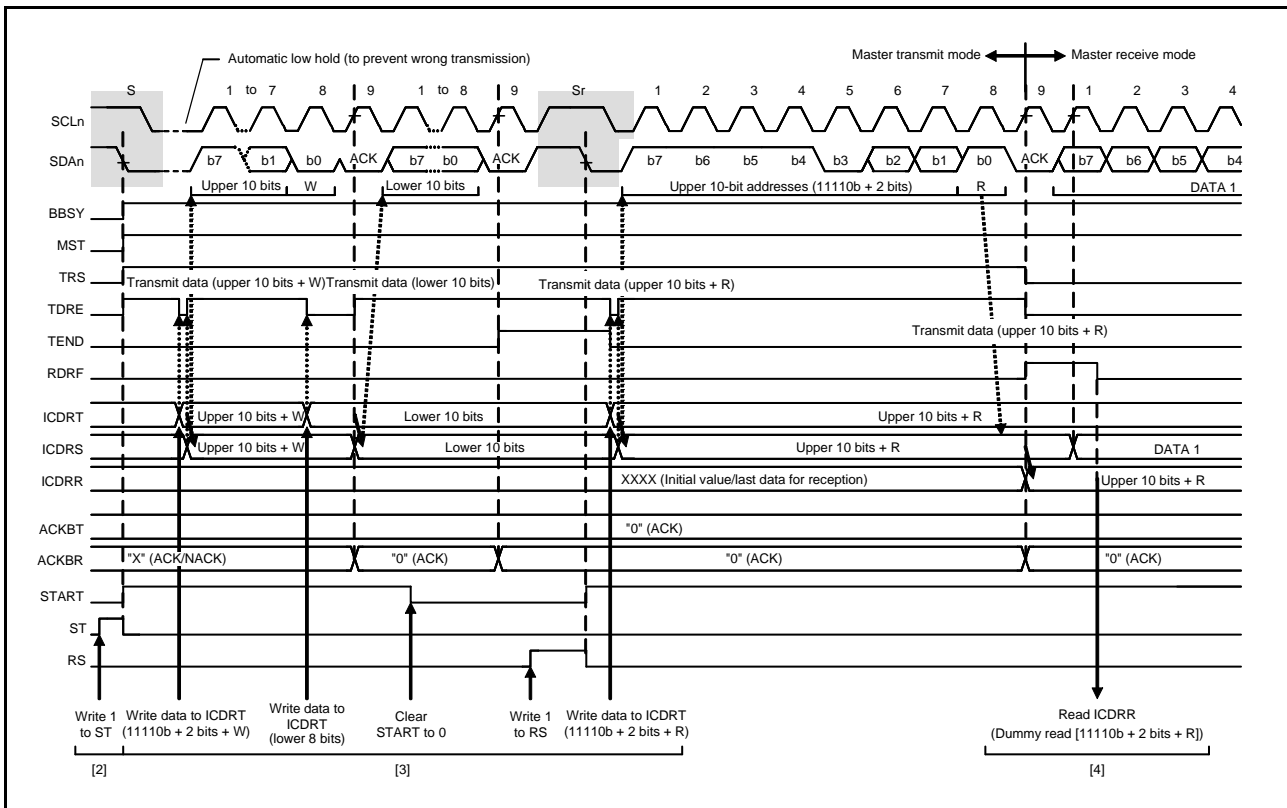 Automatic low hold (to prevent wrong transmission)
Master transmit mode
Master receive mode
S 1 to 7 8 9 1 to 8 9 Sr 1 2 3 4 5 6 7 8 9 1 2 3 4
SCLn
SDAn
b7 b1 b0 ACK b7 b0 ACK b7 b6 b5 b4 b3 b2 b1 b0 ACK b7 b6 b5 b4
Upper 10 bits W Lower 10 bits Upper 10-bit addresses (11110b + 2 bits) R DATA 1
BBSY
MST
TRS
Transmit data (upper 10 bits + W) Transmit data (lower 10 bits) Transmit data (upper 10 bits + R)
TDRE
Transmit data (upper 10 bits + R)
TEND
RDRF
ICDRT Upper 10 bits + W Lower 10 bits Upper 10 bits + R
ICDRS Upper 10 bits + W Lower 10 bits Upper 10 bits + R DATA 1
ICDRR XXXX (Initial value/last data for reception) Upper 10 bits + R
ACKBT "0" (ACK)
ACKBR "X" (ACK/NACK) "0" (ACK) "0" (ACK) "0" (ACK)
START
ST
RS
Write 1
to ST
Write data to ICDRT
(11110b + 2 bits + W)
Write data to
ICDRT
(lower 8 bits)
Clear
START to 0
Write 1
to RS
Write data to ICDRT
(11110b + 2 bits + R)
Read ICDRR
(Dummy read [11110b + 2 bits + R])
[2] [3] [4]